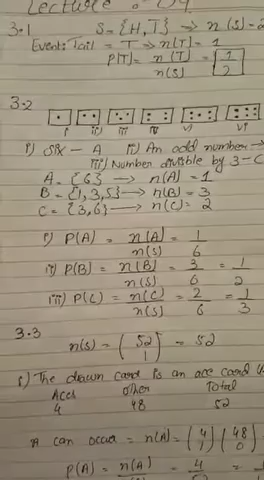 Lecture
3.1 S = {H, T} → n(S) = 2
Event: Tail = T ⇒ n(T) = 1
P(T) = n(T) / n(S) = 1/2
3.2
i ii) iii) iv v) vi)
i) SIX - A ii) An odd number →
iii) Number divisible by 3 - C
A = {6} → n(A) = 1
B = {1, 3, 5} → n(B) = 3
C = {3, 6} → n(C) = 2
i) P(A) = n(A) / n(S) = 1/6
ii) P(B) = n(B) / n(S) = 3/6 = 1/2
iii) P(C) = n(C) / n(S) = 2/6 = 1/3
3.3
n(S) = (52 1) = 52
i) The drawn card is an ace card
Aces Other Total
4 48 52
A can occur = n(A) = (4 1) (48 0)
P(A) = n(A) = 4 =